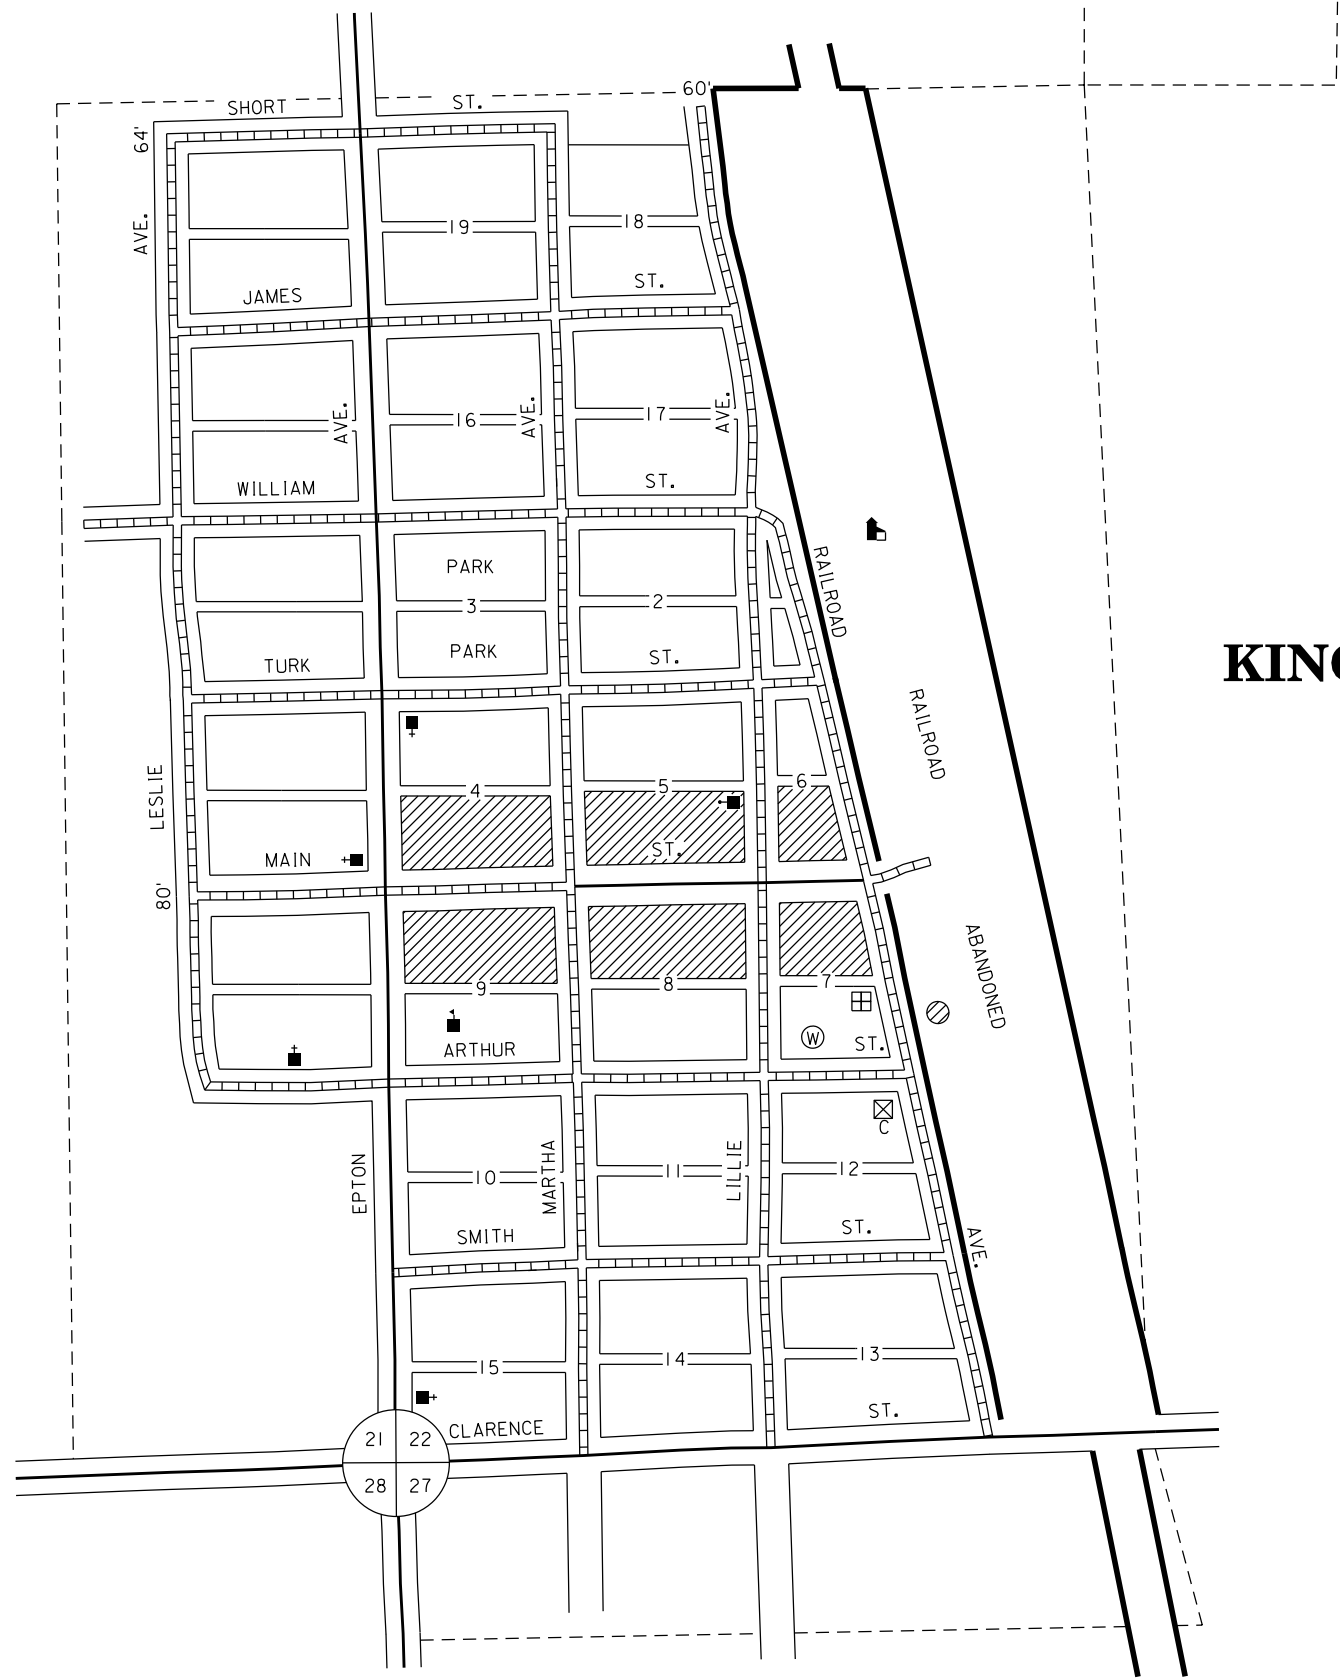 60'
SHORT ST.
64'
AVE.
19
18
JAMES ST.
AVE.
16
AVE.
17
AVE.
WILLIAM ST.
PARK
3
2
PARK
TURK ST.
RAILROAD
RAILROAD
LESLIE
4
5
6
MAIN ST.
80'
9
8
7
ABANDONED
W
ARTHUR ST.
C
EPTON
10
MARTHA
11
LILLIE
12
SMITH ST.
AVE.
15
14
13
CLARENCE ST.
21 22
28 27